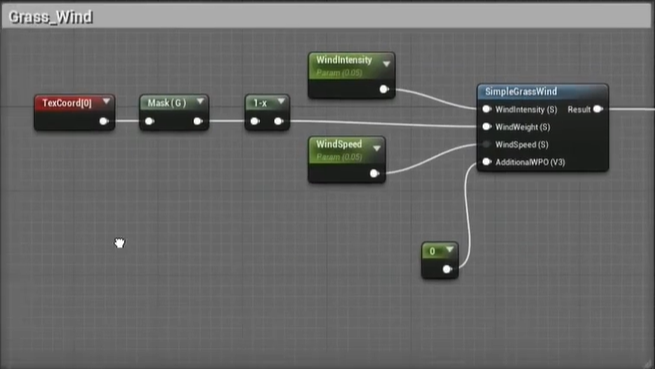 Grass_Wind
WindIntensity
Param (0.05)
TexCoord[0]
Mask ( G )
1-x
SimpleGrassWind
WindIntensity (S)
Result
WindWeight (S)
WindSpeed (S)
AdditionalWPO (V3)
WindSpeed
Param (0.05)
0